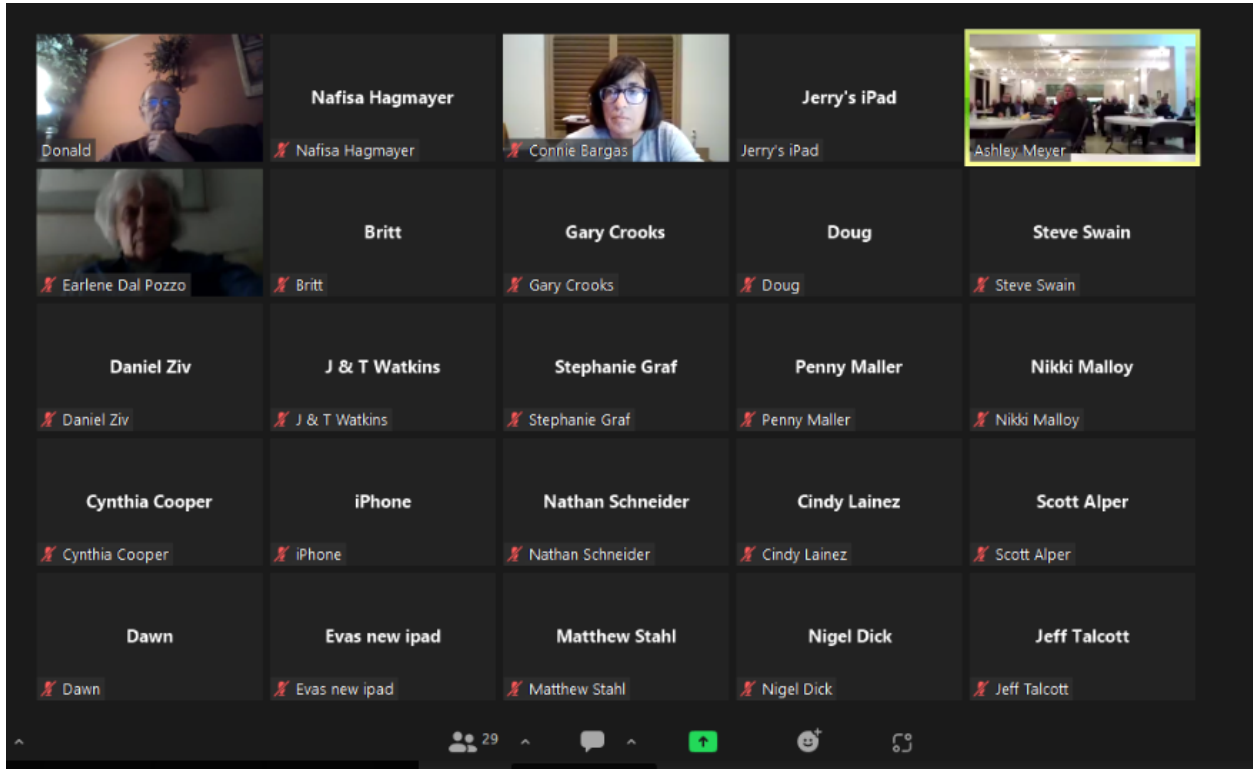 Donald
Nafisa Hagmayer
Nafisa Hagmayer
Connie Bargas
Jerry's iPad
Jerry's iPad
Ashley Meyer
Earlene Dal Pozzo
Britt
Britt
Gary Crooks
Gary Crooks
Doug
Doug
Steve Swain
Steve Swain
Daniel Ziv
Daniel Ziv
J & T Watkins
J & T Watkins
Stephanie Graf
Stephanie Graf
Penny Maller
Penny Maller
Nikki Malloy
Nikki Malloy
Cynthia Cooper
Cynthia Cooper
iPhone
iPhone
Nathan Schneider
Nathan Schneider
Cindy Lainez
Cindy Lainez
Scott Alper
Scott Alper
Dawn
Dawn
Evas new ipad
Evas new ipad
Matthew Stahl
Matthew Stahl
Nigel Dick
Nigel Dick
Jeff Talcott
Jeff Talcott
29